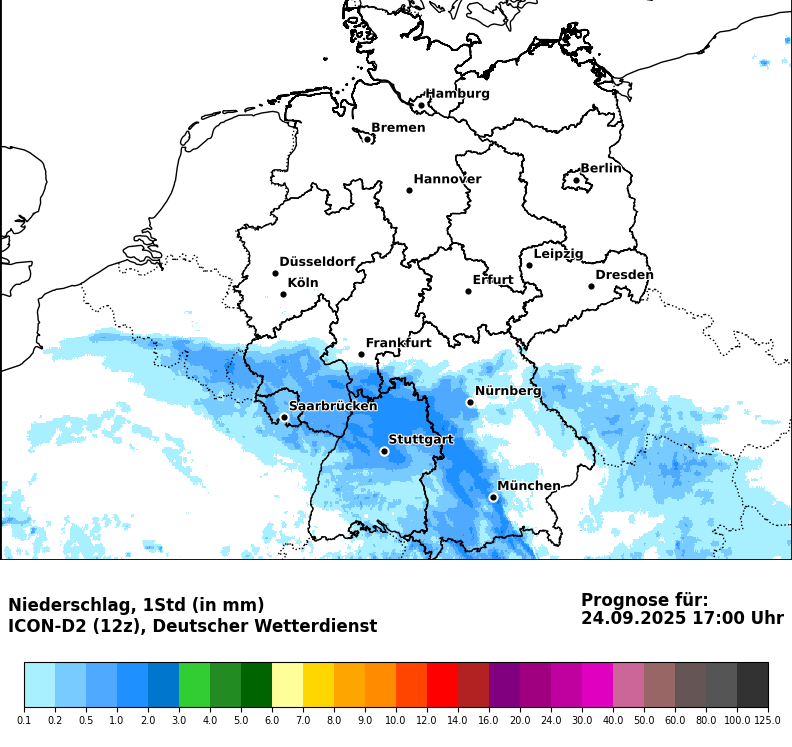 Hamburg
Bremen
Berlin
Hannover
Leipzig
Düsseldorf
Dresden
Köln
Erfurt
Frankfurt
Nürnberg
Saarbrücken
Stuttgart
München
Niederschlag, 1Std (in mm)
ICON-D2 (12z), Deutscher Wetterdienst
Prognose für:
24.09.2025 17:00 Uhr
0.1 0.2 0.5 1.0 2.0 3.0 4.0 5.0 6.0 7.0 8.0 9.0 10.0 12.0 14.0 16.0 20.0 24.0 30.0 40.0 50.0 60.0 80.0 100.0 125.0